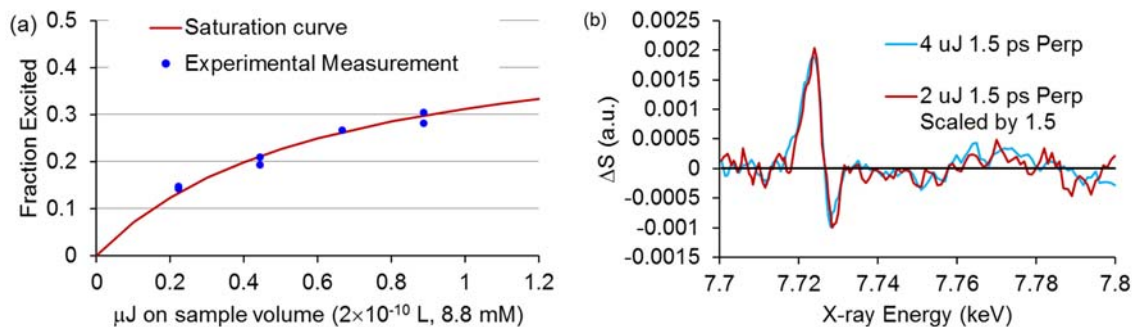 (a)
0.5
0.4
0.3
0.2
0.1
0
Fraction Excited
Saturation curve
Experimental Measurement
0 0.2 0.4 0.6 0.8 1 1.2
μJ on sample volume (2×10⁻¹⁰ L, 8.8 mM)
(b)
0.0025
0.002
0.0015
0.001
0.0005
0
-0.0005
-0.001
-0.0015
ΔS (a.u.)
4 uJ 1.5 ps Perp
2 uJ 1.5 ps Perp
Scaled by 1.5
7.7 7.72 7.74 7.76 7.78 7.8
X-ray Energy (keV)